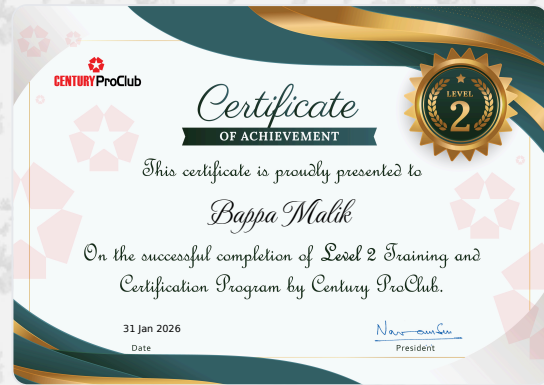 CENTURY ProClub
LEVEL
2
Certificate
OF ACHIEVEMENT
This certificate is proudly presented to
Bappa Malik
On the successful completion of Level 2 Training and
Certification Program by Century ProClub.
31 Jan 2026
Date
President